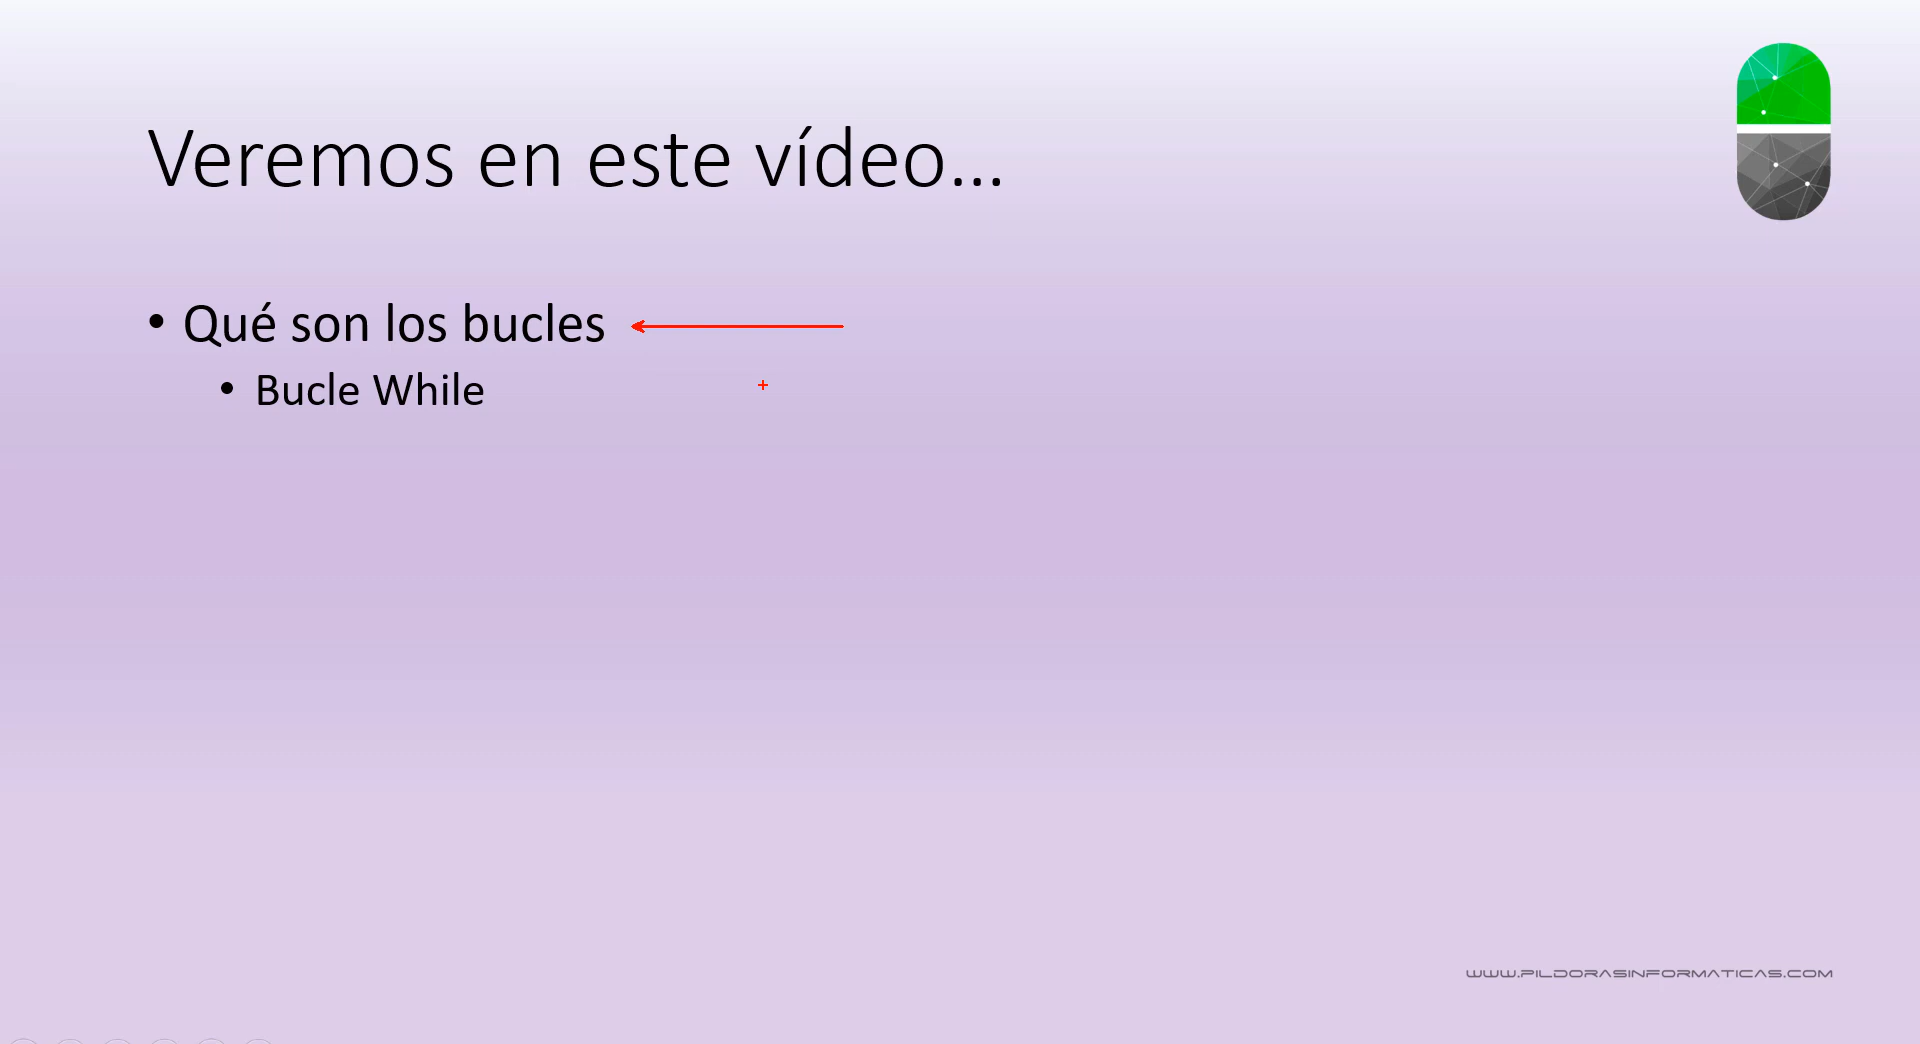 Veremos en este vídeo...
• Qué son los bucles
• Bucle While
WWW.PILDORASINFORMATICAS.COM